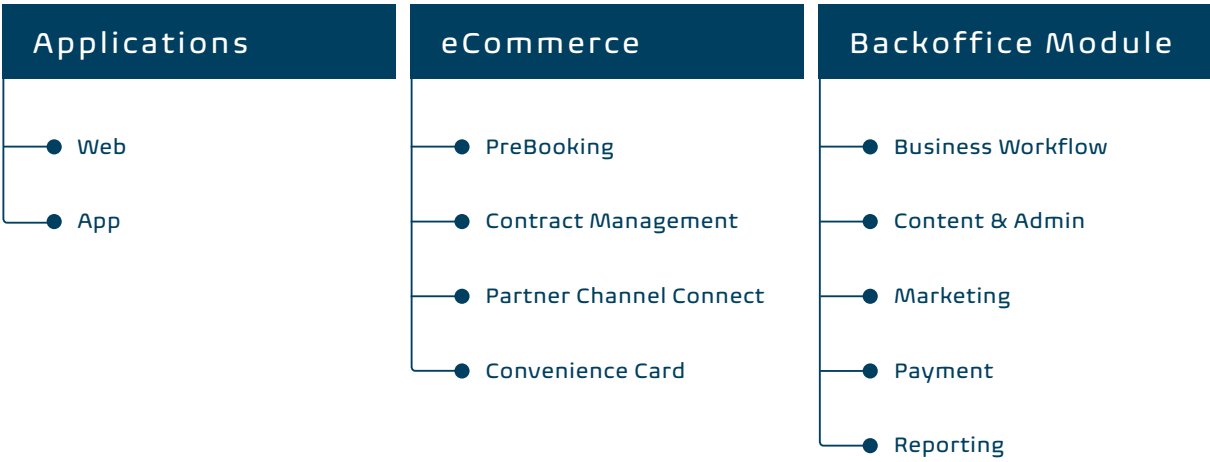 Applications
Web
App
eCommerce
PreBooking
Contract Management
Partner Channel Connect
Convenience Card
Backoffice Module
Business Workflow
Content & Admin
Marketing
Payment
Reporting